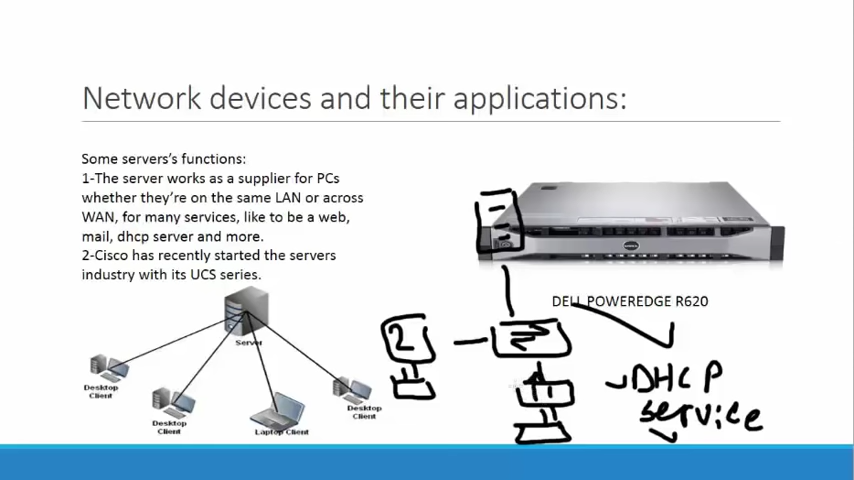 Network devices and their applications:
Some servers's functions:
1-The server works as a supplier for PCs
whether they're on the same LAN or across
WAN, for many services, like to be a web,
mail, dhcp server and more.
2-Cisco has recently started the servers
industry with its UCS series.
DELL
DELL POWEREDGE R620
Server
Desktop
Client
Desktop
Client
Laptop Client
Desktop
Client
2
DHCP
service